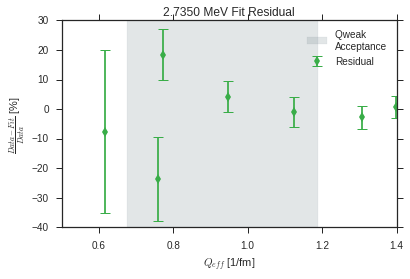 2.7350 MeV Fit Residual
30
20
10
0
−10
−20
−30
−40
Data − Fit / Data [%]
Qweak
Acceptance
Residual
0.6
0.8
1.0
1.2
1.4
Q_eff [1/fm]